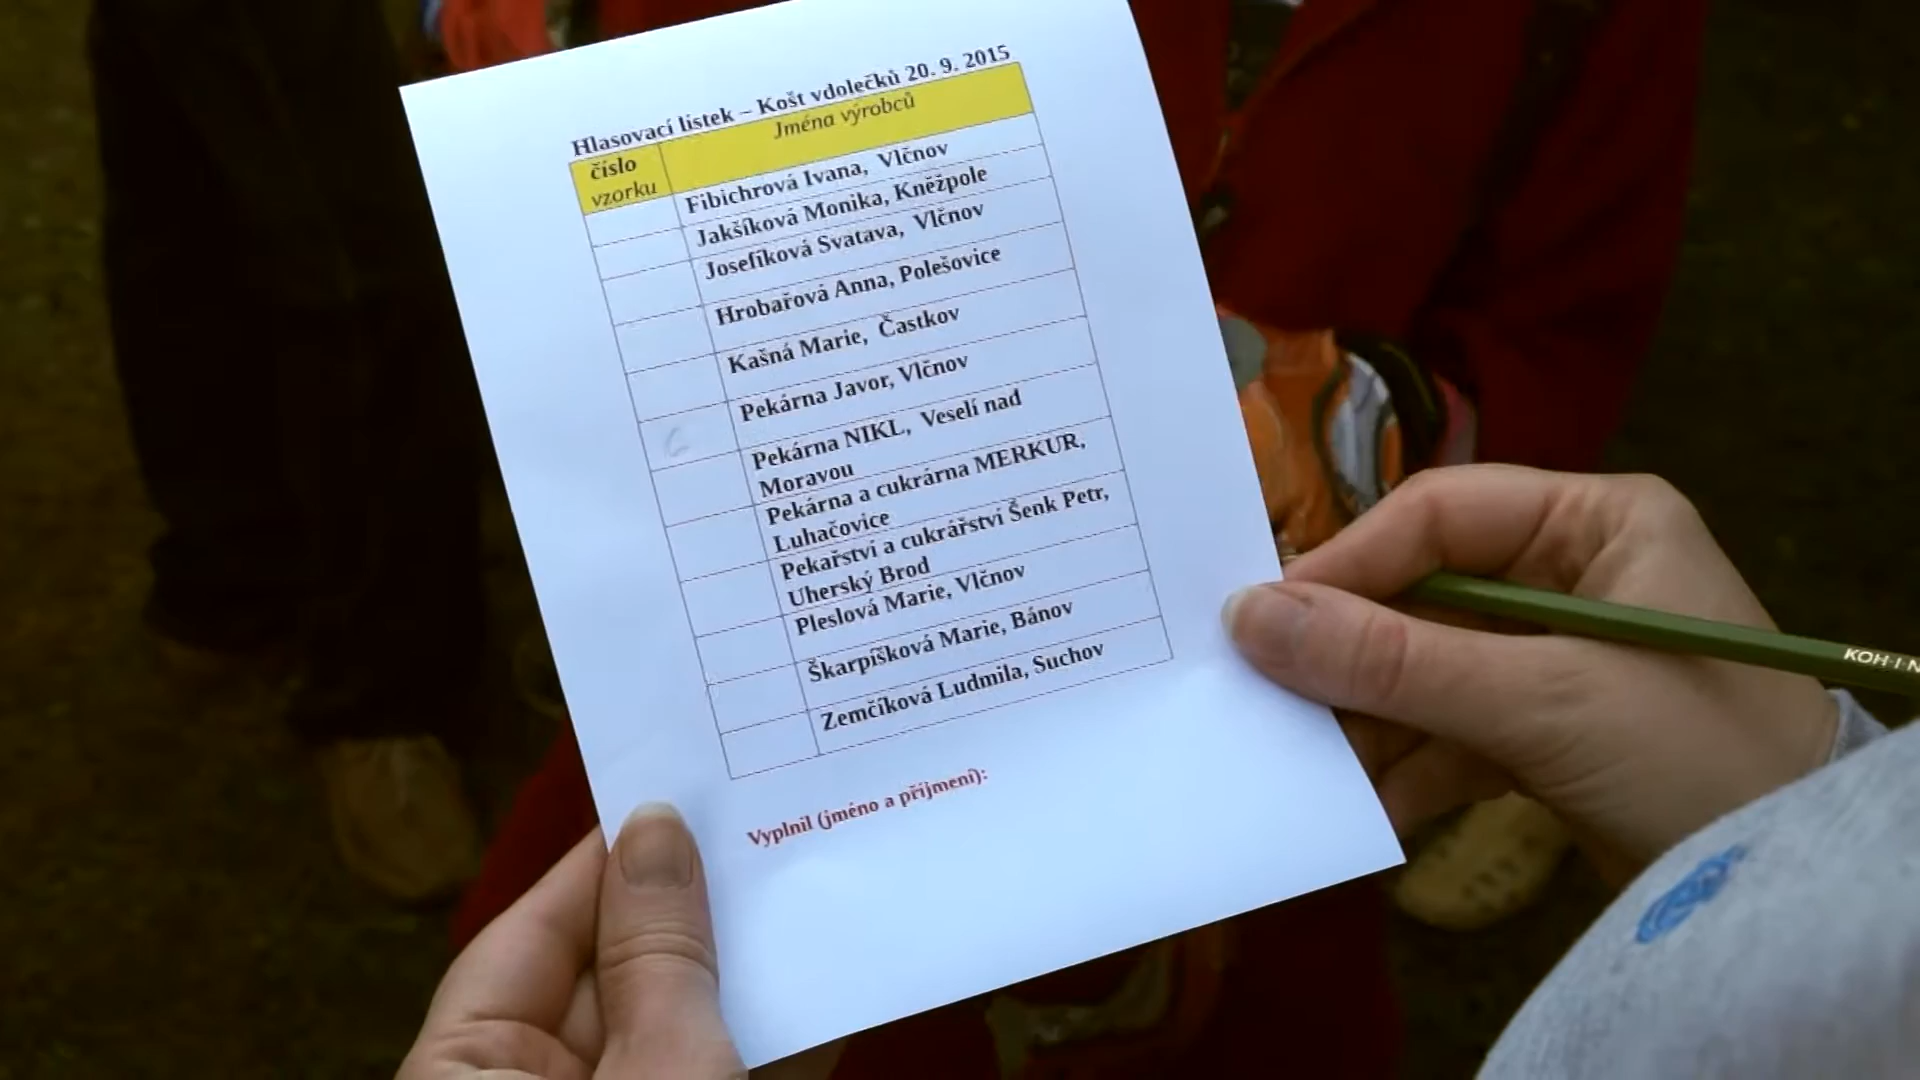 Hlasovací lístek – Košt vdolečků 20. 9. 2015
číslo
vzorku
Jména výrobců
Fibichrová Ivana, Vlčnov
Jakšíková Monika, Kněžpole
Josefíková Svatava, Vlčnov
Hrobařová Anna, Polešovice
Kašná Marie, Častkov
Pekárna Javor, Vlčnov
6
Pekárna NIKL, Veselí nad
Moravou
Pekárna a cukrárna MERKUR,
Luhačovice
Pekařství a cukrářství Šenk Petr,
Uherský Brod
Pleslová Marie, Vlčnov
Škarpíšková Marie, Bánov
Zemčíková Ludmila, Suchov
Vyplnil (jméno a příjmení):
KOH-I-N